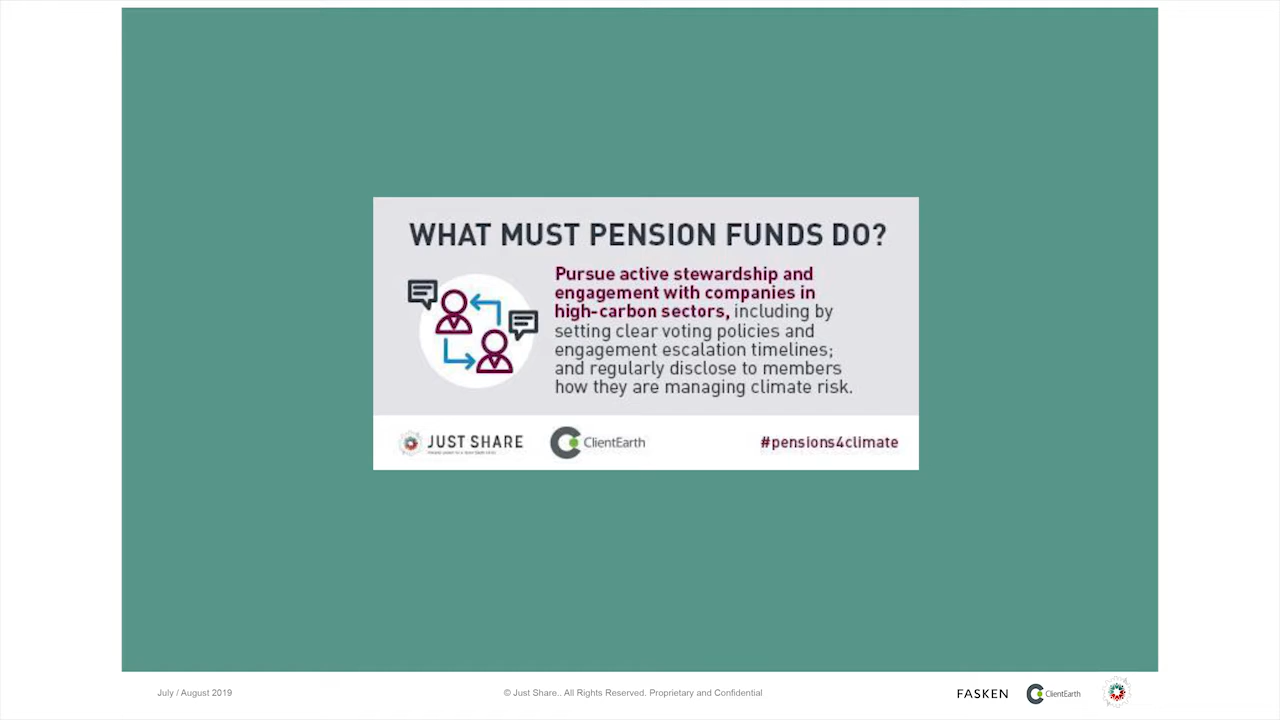 WHAT MUST PENSION FUNDS DO?
Pursue active stewardship and
engagement with companies in
high-carbon sectors, including by
setting clear voting policies and
engagement escalation timelines;
and regularly disclose to members
how they are managing climate risk.
JUST SHARE
ClientEarth
#pensions4climate
July / August 2019
© Just Share.. All Rights Reserved. Proprietary and Confidential
FASKEN
ClientEarth